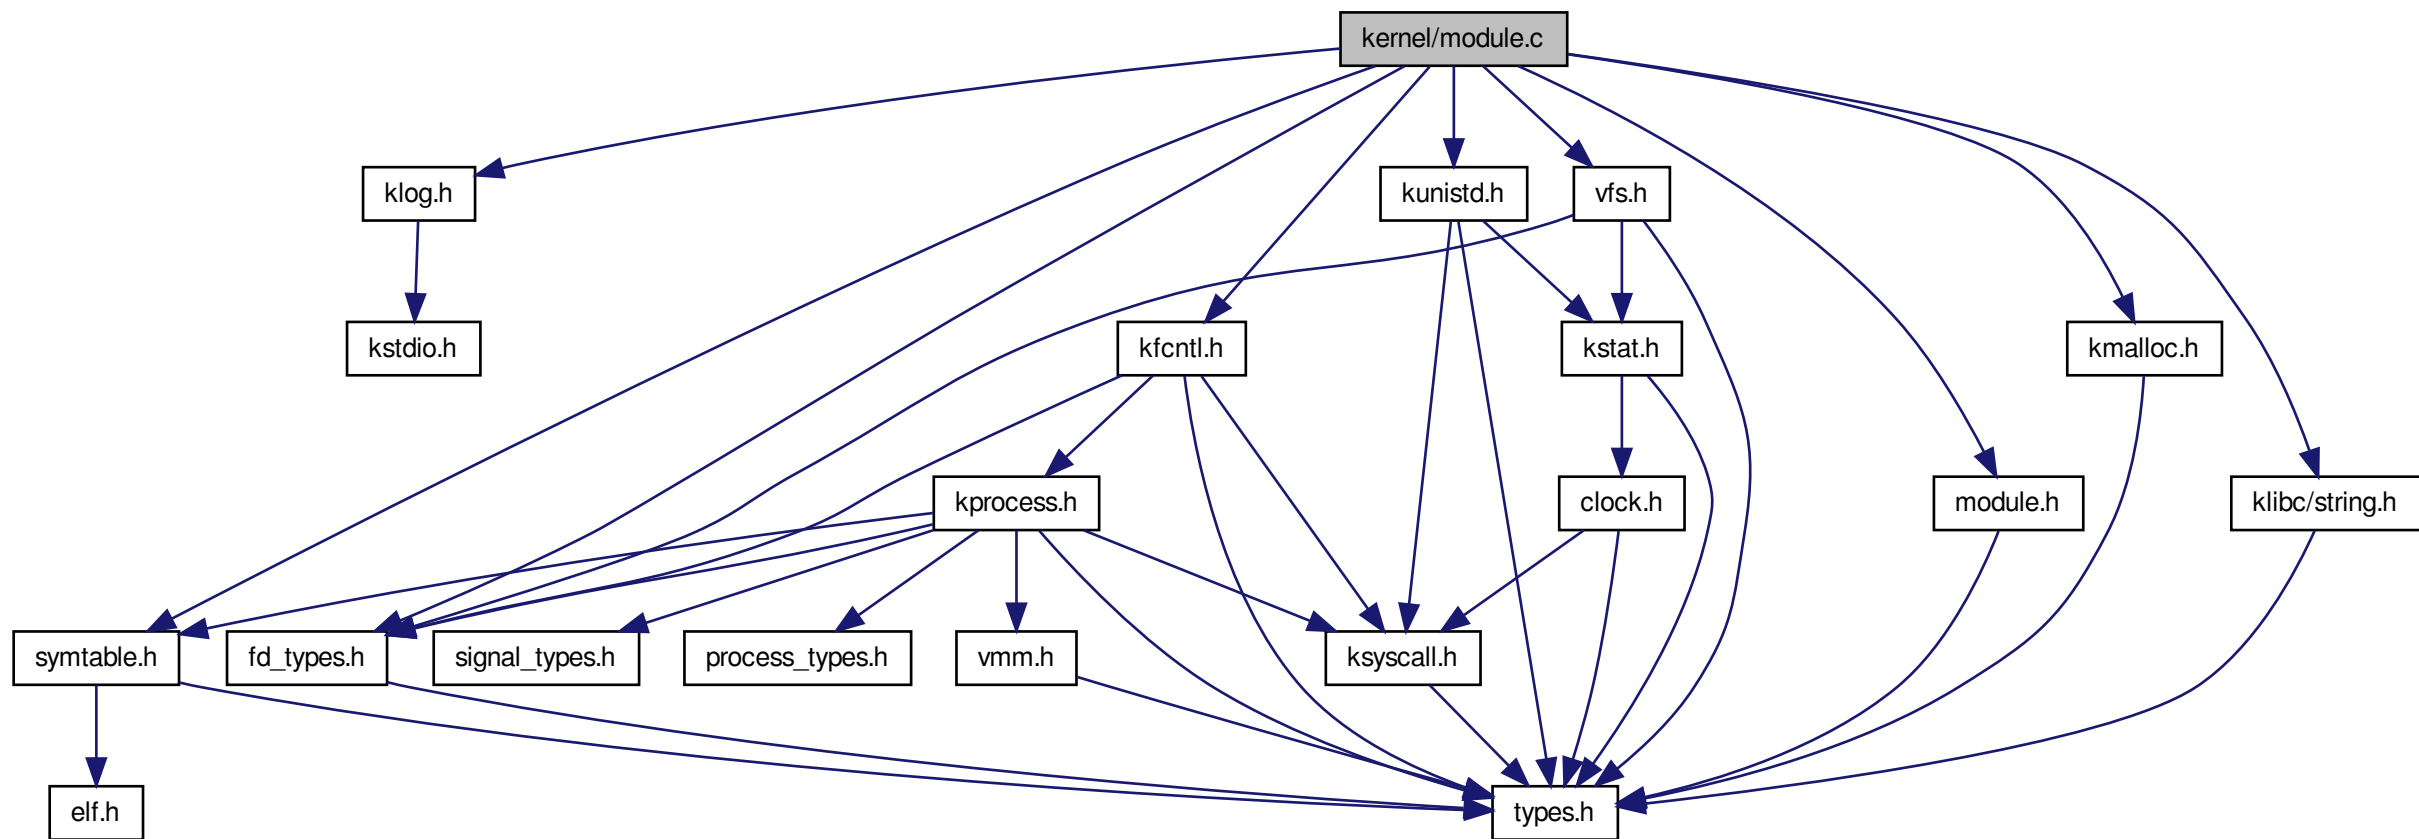 kernel/module.c
klog.h
kunistd.h
vfs.h
kstdio.h
kfcntl.h
kstat.h
kmalloc.h
kprocess.h
clock.h
module.h
klibc/string.h
symtable.h
fd_types.h
signal_types.h
process_types.h
vmm.h
ksyscall.h
elf.h
types.h